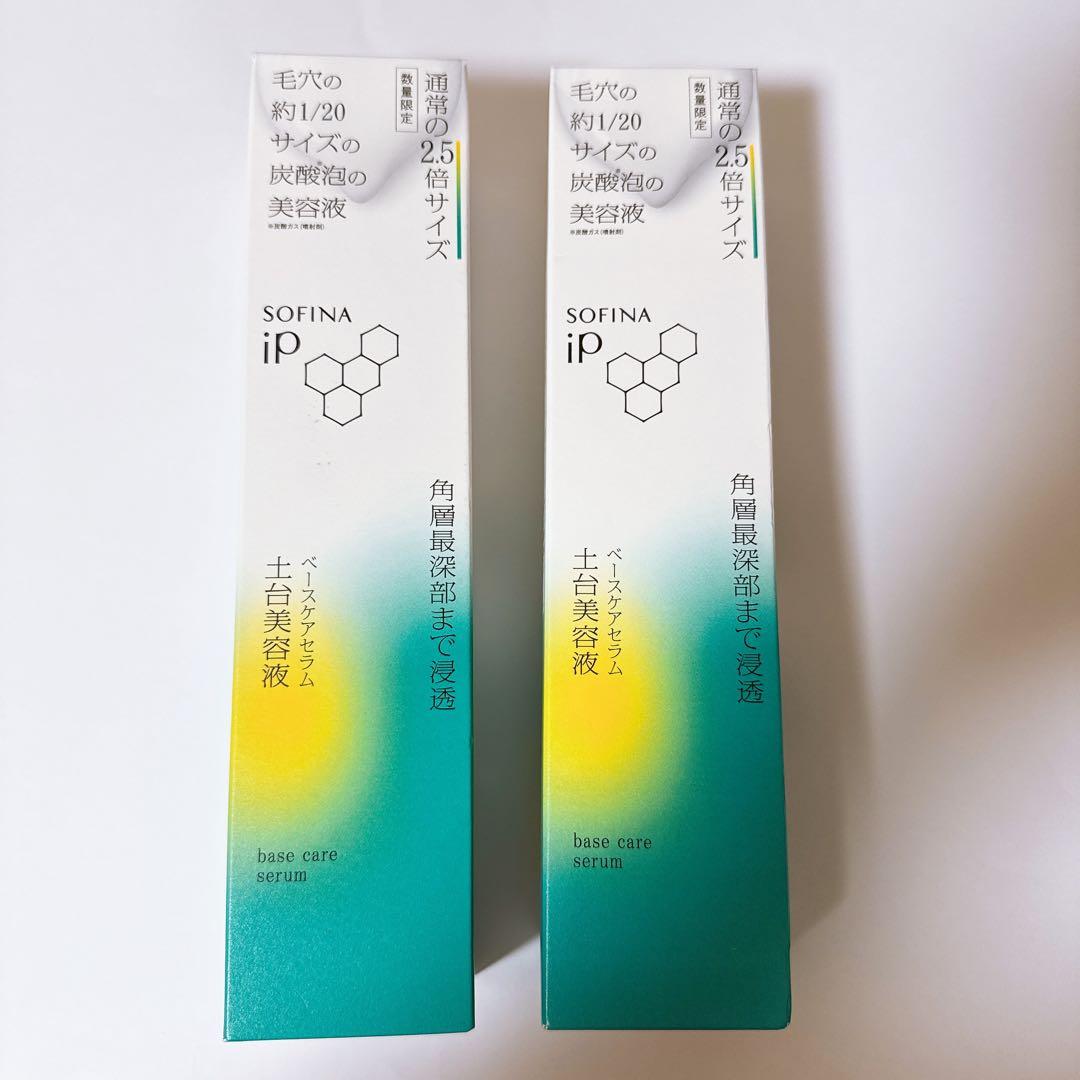 通常の2.5倍サイズ
数量限定
毛穴の
約1/20
サイズの
炭酸※泡の
美容液
※炭酸ガス(噴射剤)
SOFINA
iP
角層最深部まで浸透
ベースケアセラム
土台美容液
base care
serum
通常の2.5倍サイズ
数量限定
毛穴の
約1/20
サイズの
炭酸※泡の
美容液
※炭酸ガス(噴射剤)
SOFINA
iP
角層最深部まで浸透
ベースケアセラム
土台美容液
base care
serum